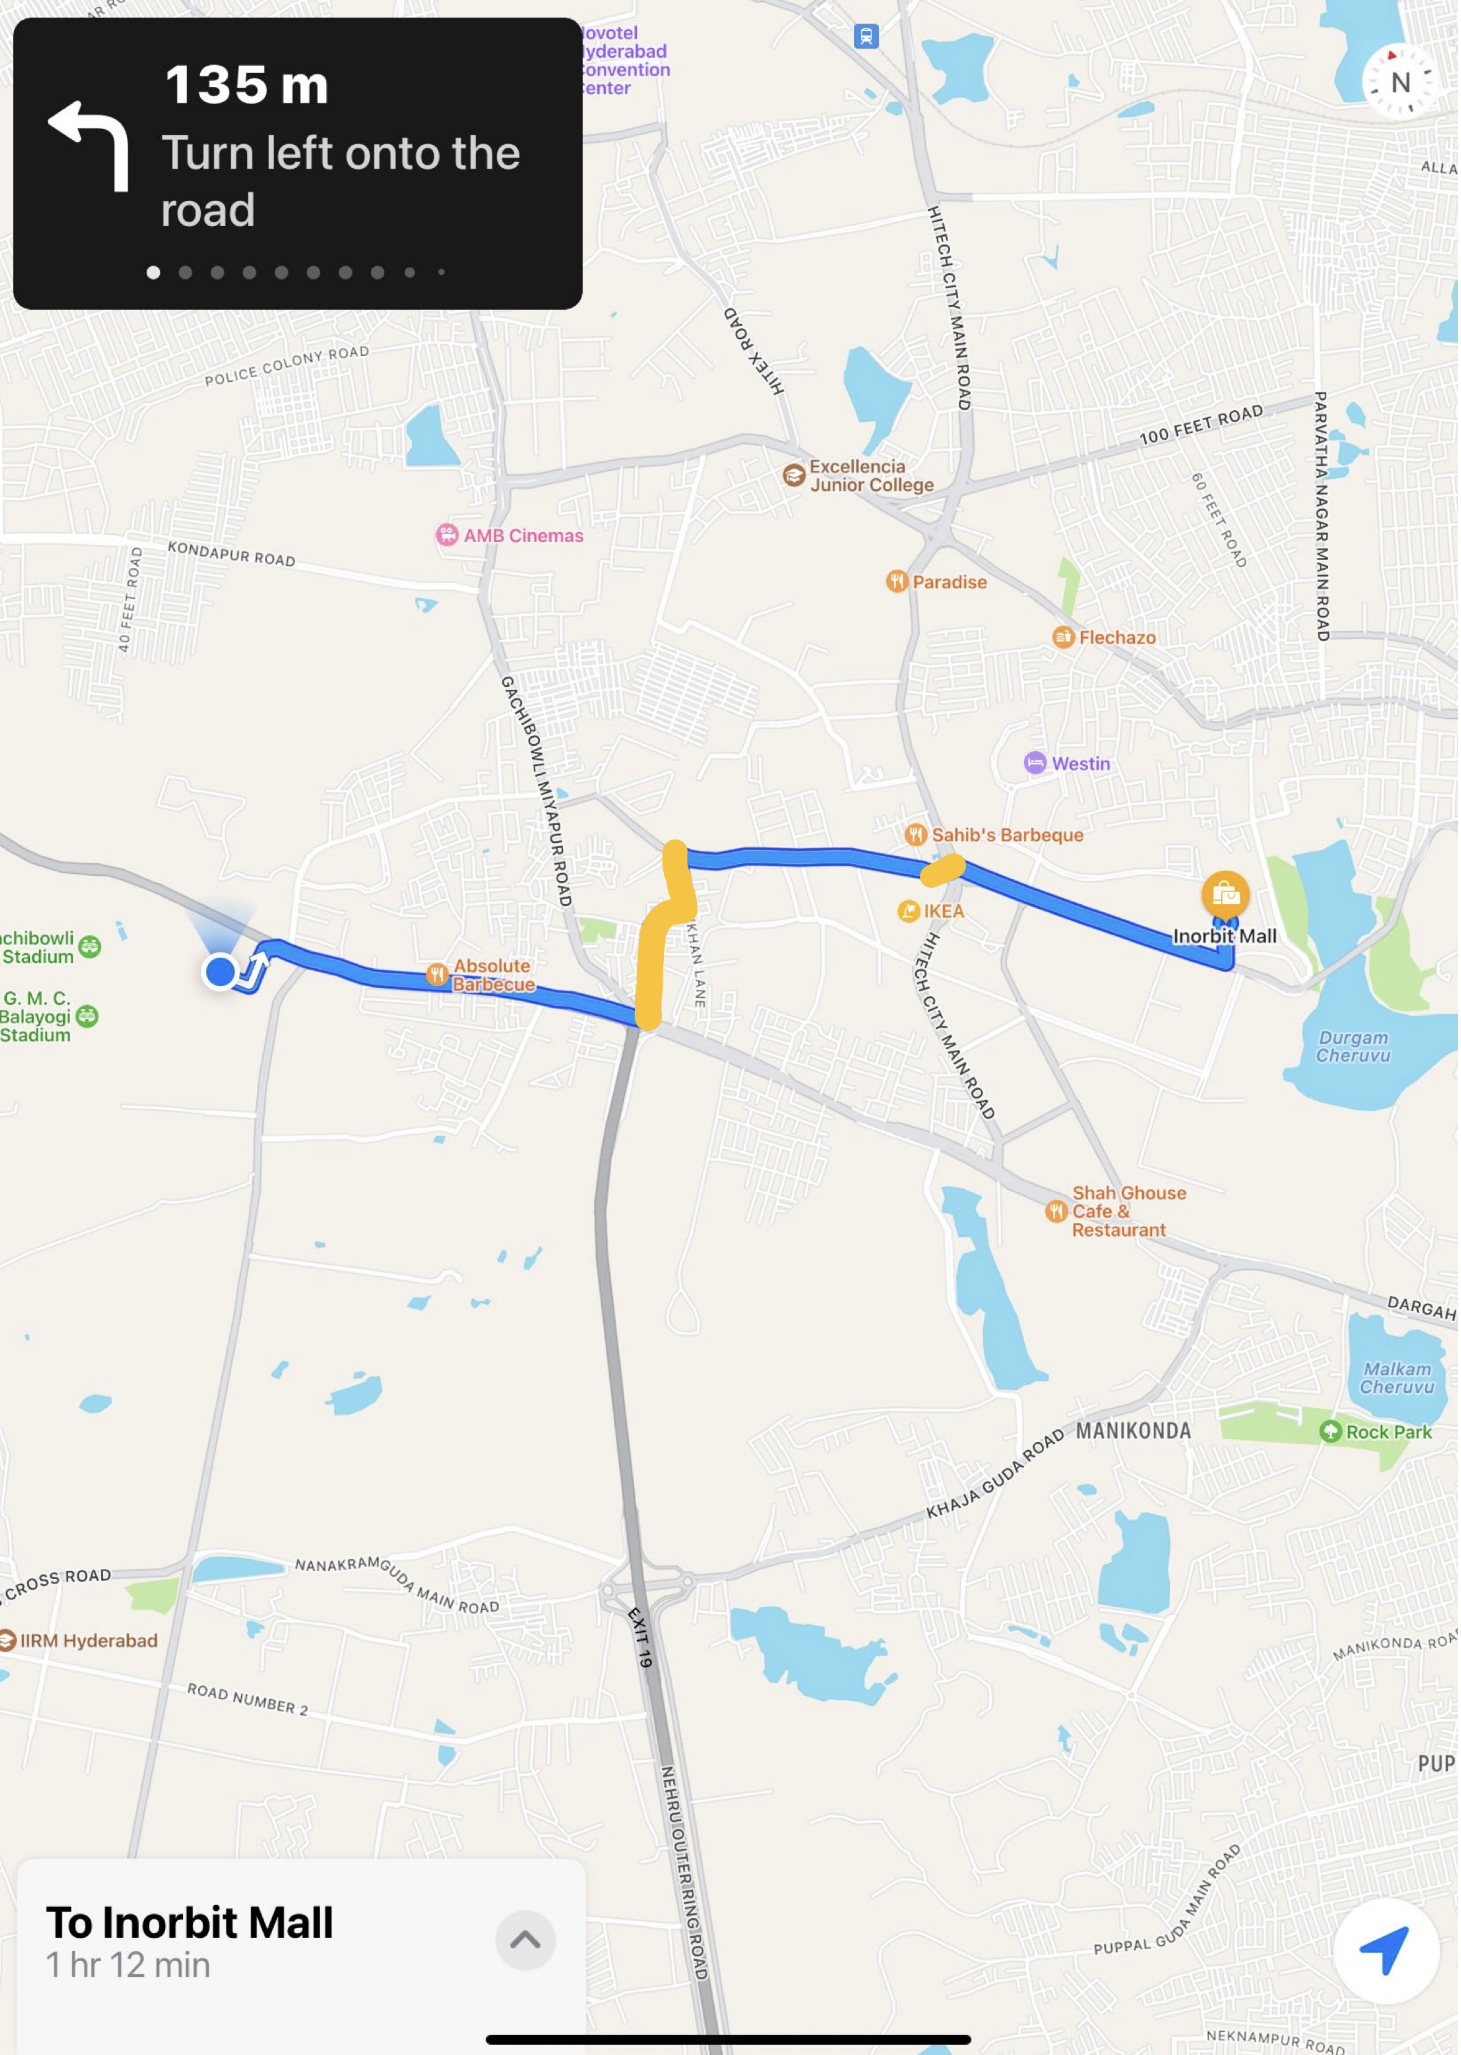 135 m
Turn left onto the
road
ovotel
yderabad
onvention
enter
N
ALLA
HITECH CITY MAIN ROAD
HITEX ROAD
POLICE COLONY ROAD
100 FEET ROAD
PARVATHA NAGAR MAIN ROAD
Excellencia
Junior College
60 FEET ROAD
AMB Cinemas
KONDAPUR ROAD
40 FEET ROAD
Paradise
Flechazo
GACHIBOWLI MIYAPUR ROAD
Westin
Sahib's Barbeque
IKEA
Inorbit Mall
KHAN LANE
HITECH CITY MAIN ROAD
achibowli
Stadium
Absolute
Barbecue
G. M. C.
Balayogi
Stadium
Durgam
Cheruvu
Shah Ghouse
Cafe &
Restaurant
DARGAH
Malkam
Cheruvu
MANIKONDA
Rock Park
KHAJA GUDA ROAD
CROSS ROAD
NANAKRAMGUDA MAIN ROAD
EXIT 19
IIRM Hyderabad
MANIKONDA ROA
ROAD NUMBER 2
PUP
NEHRU OUTER RING ROAD
PUPPAL GUDA MAIN ROAD
To Inorbit Mall
1 hr 12 min
NEKNAMPUR ROAD